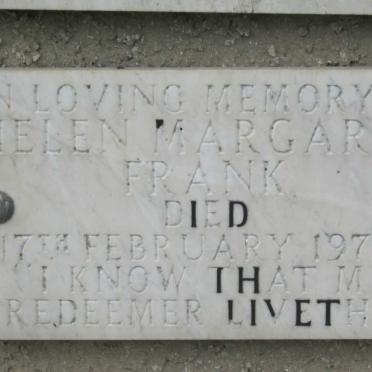 N LOVING MEMORY
HELEN MARGAR
FRANK
DIED
17TH FEBRUARY 197
"I KNOW THAT M
REDEEMER LIVETH